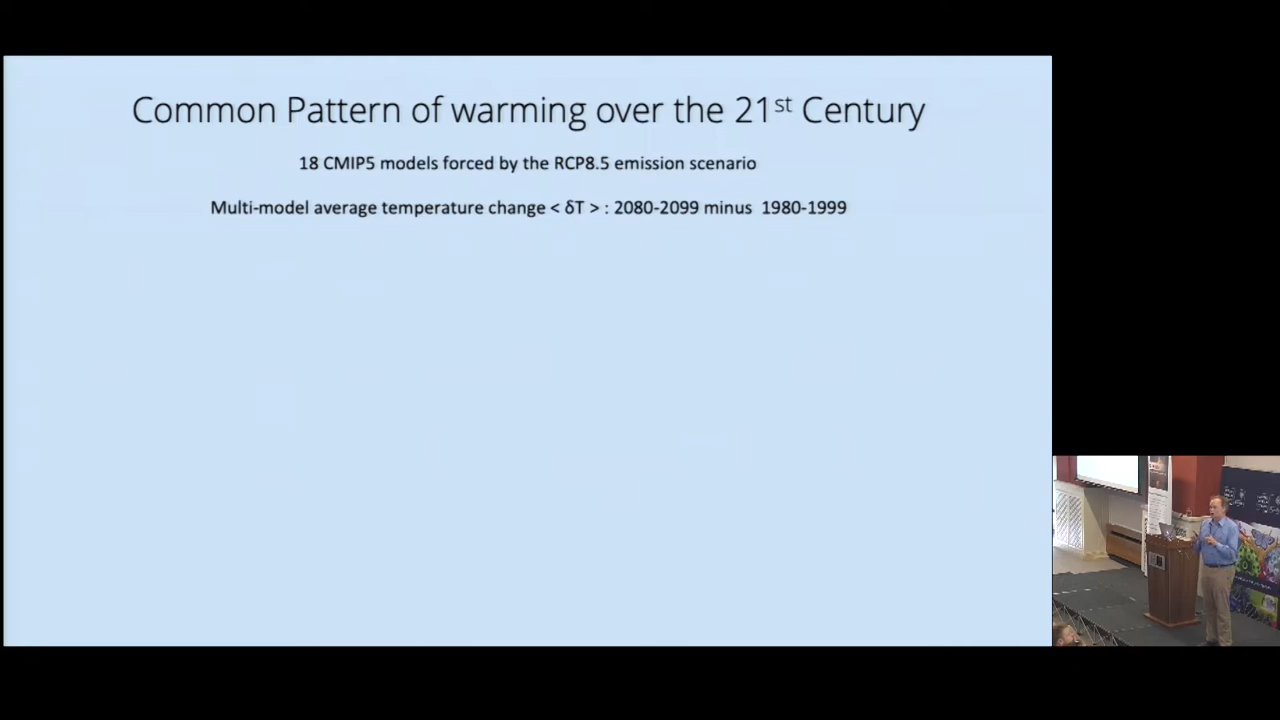 Common Pattern of warming over the 21st Century
18 CMIP5 models forced by the RCP8.5 emission scenario
Multi-model average temperature change < δT > : 2080-2099 minus 1980-1999